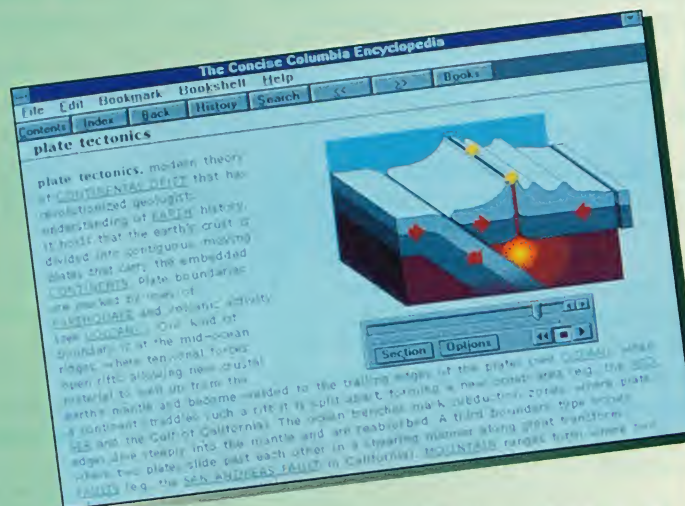 The Concise Columbia Encyclopedia
File Edit Bookmark Bookshelf Help
Contents Index Back History Search << >> Books
plate tectonics
plate tectonics, modern theory
of CONTINENTAL DRIFT that has
revolutionized geologists'
understanding of EARTH history.
It holds that the earth's crust is
divided into contiguous, moving
plates that carry the embedded
CONTINENTS. Plate boundaries
are marked by lines of
EARTHQUAKE and volcanic activity
(see VOLCANO). One kind of
boundary is at the mid-ocean
ridges, where tensional forces
open rifts, allowing new crustal
material to well up from the
earth's mantle and become welded to the trailing edges of the plates (see OCEAN). When
a continent straddles such a rift it is split apart, forming a new ocean area (e.g., the RED
SEA and the Gulf of California). The ocean trenches mark subduction zones, where plate
edges dive steeply into the mantle and are reabsorbed. A third boundary type occurs
where two plates slide past each other in a shearing manner along great transform
FAULTS (e.g., the SAN ANDREAS FAULT in California). MOUNTAIN ranges form where two
Section Options